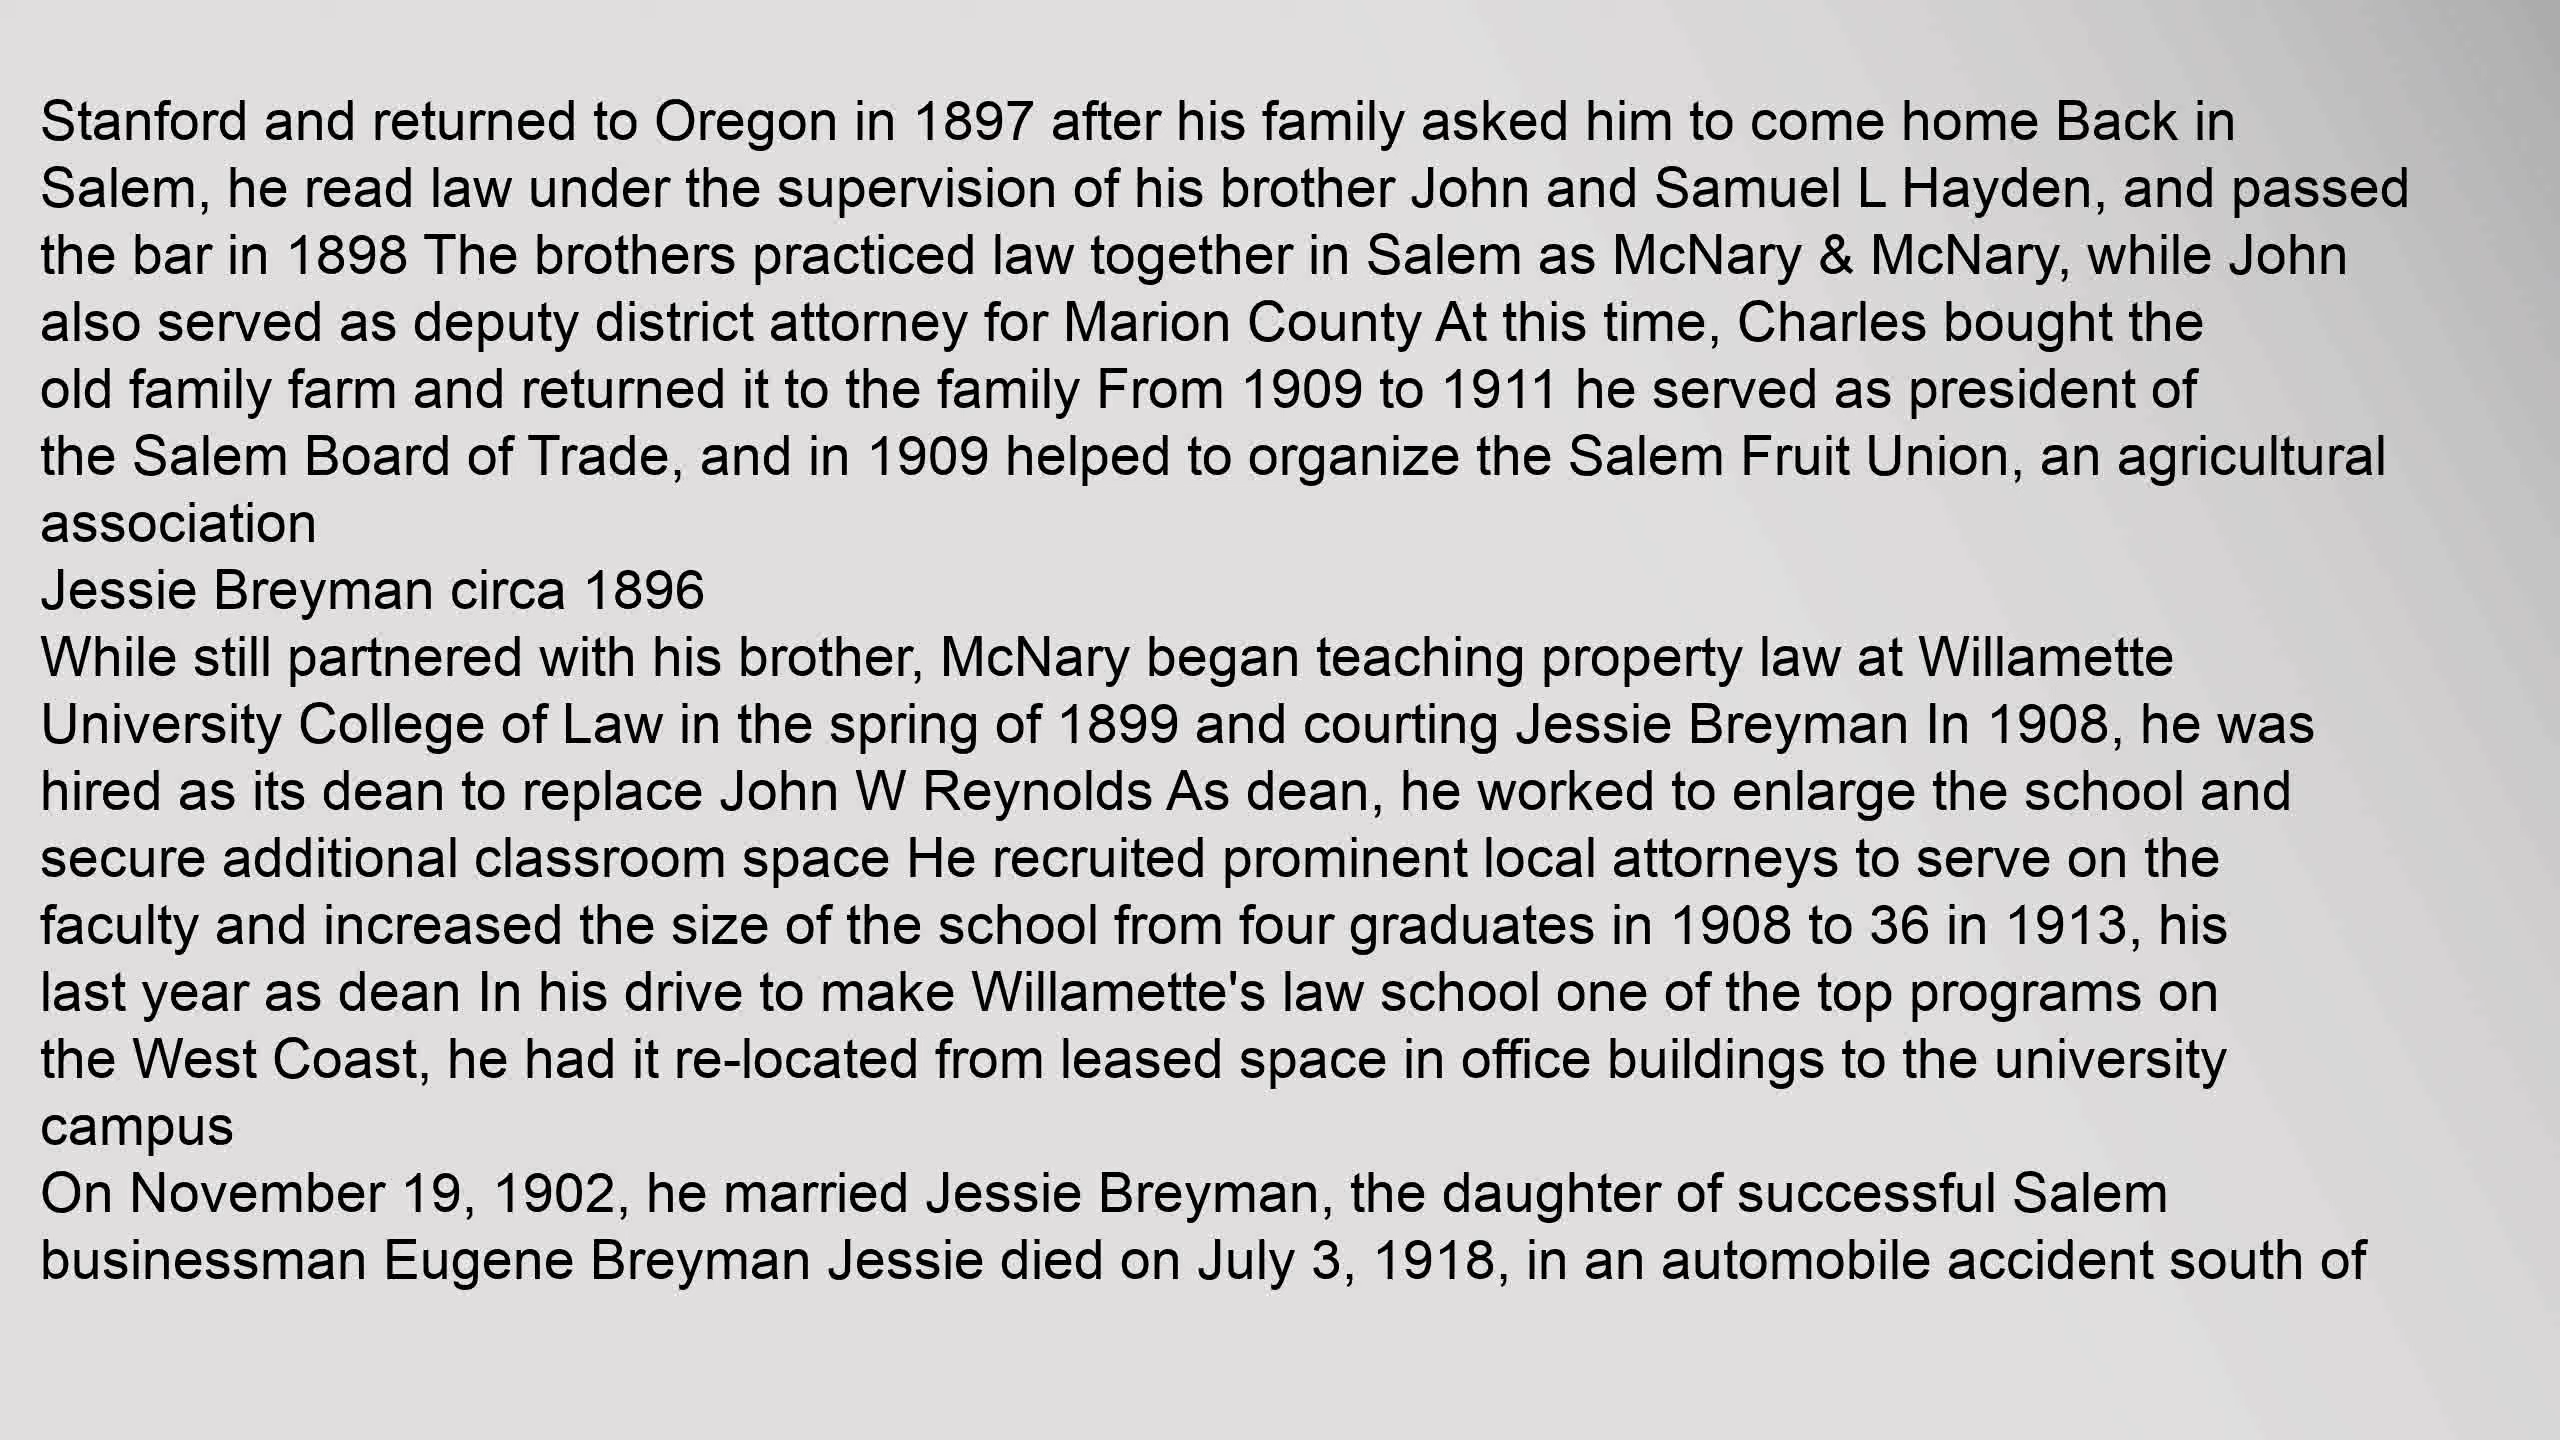 Stanford and returned to Oregon in 1897 after his family asked him to come home Back in
Salem, he read law under the supervision of his brother John and Samuel L Hayden, and passed
the bar in 1898 The brothers practiced law together in Salem as McNary & McNary, while John
also served as deputy district attorney for Marion County At this time, Charles bought the
old family farm and returned it to the family From 1909 to 1911 he served as president of
the Salem Board of Trade, and in 1909 helped to organize the Salem Fruit Union, an agricultural
association
Jessie Breyman circa 1896
While still partnered with his brother, McNary began teaching property law at Willamette
University College of Law in the spring of 1899 and courting Jessie Breyman In 1908, he was
hired as its dean to replace John W Reynolds As dean, he worked to enlarge the school and
secure additional classroom space He recruited prominent local attorneys to serve on the
faculty and increased the size of the school from four graduates in 1908 to 36 in 1913, his
last year as dean In his drive to make Willamette's law school one of the top programs on
the West Coast, he had it re-located from leased space in office buildings to the university
campus
On November 19, 1902, he married Jessie Breyman, the daughter of successful Salem
businessman Eugene Breyman Jessie died on July 3, 1918, in an automobile accident south of